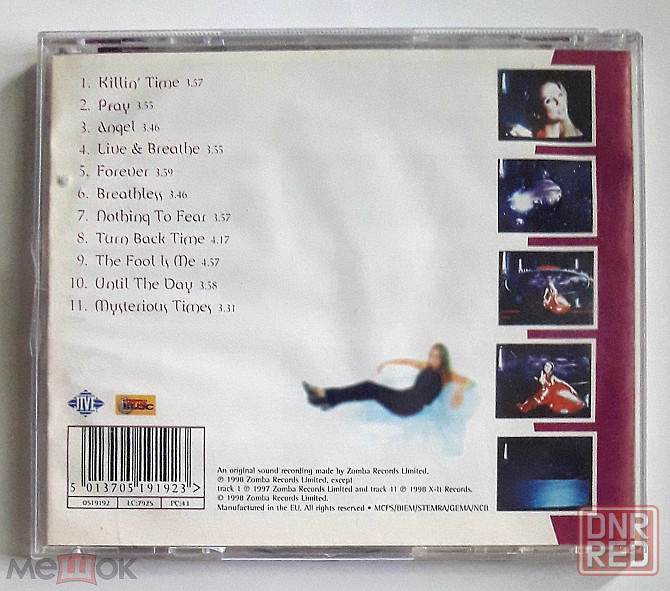 1. Killin' Time 3.57
2. Pray 3.55
3. Angel 3.46
4. Live & Breathe 3.55
5. Forever 3.59
6. Breathless 3.46
7. Nothing To Fear 3.57
8. Turn Back Time 4.17
9. The Fool Is Me 4.57
10. Until The Day 3.58
11. Mysterious Times 3.31
JIVE
MUSIC
5 013705 191923 >
0519192 LC:7925 PC:43
An original sound recording made by Zomba Records Limited.
℗ 1998 Zomba Records Limited, except
track 1 ℗ 1997 Zomba Records Limited and track 11 ℗ 1998 X-It Records.
© 1998 Zomba Records Limited.
Manufactured in the EU. All rights reserved • MCPS/BIEM/STEMRA/GEMA/NCB
DNR
RED
МешОк